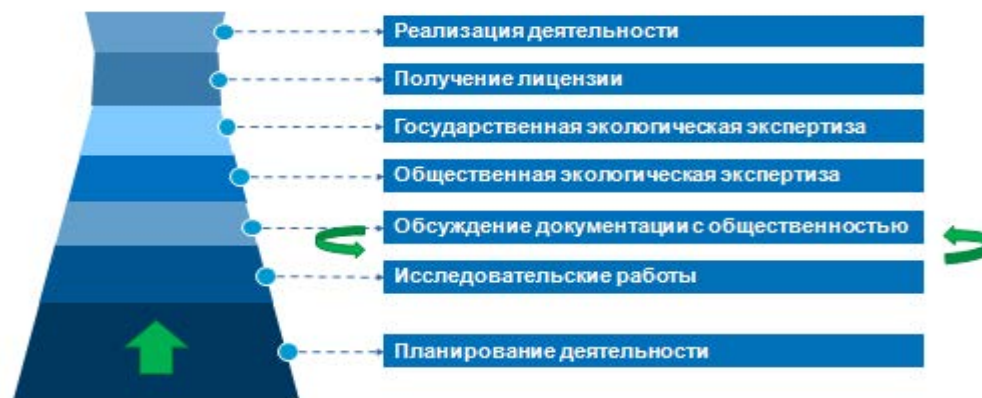 Реализация деятельности
Получение лицензии
Государственная экологическая экспертиза
Общественная экологическая экспертиза
Обсуждение документации с общественностью
Исследовательские работы
Планирование деятельности